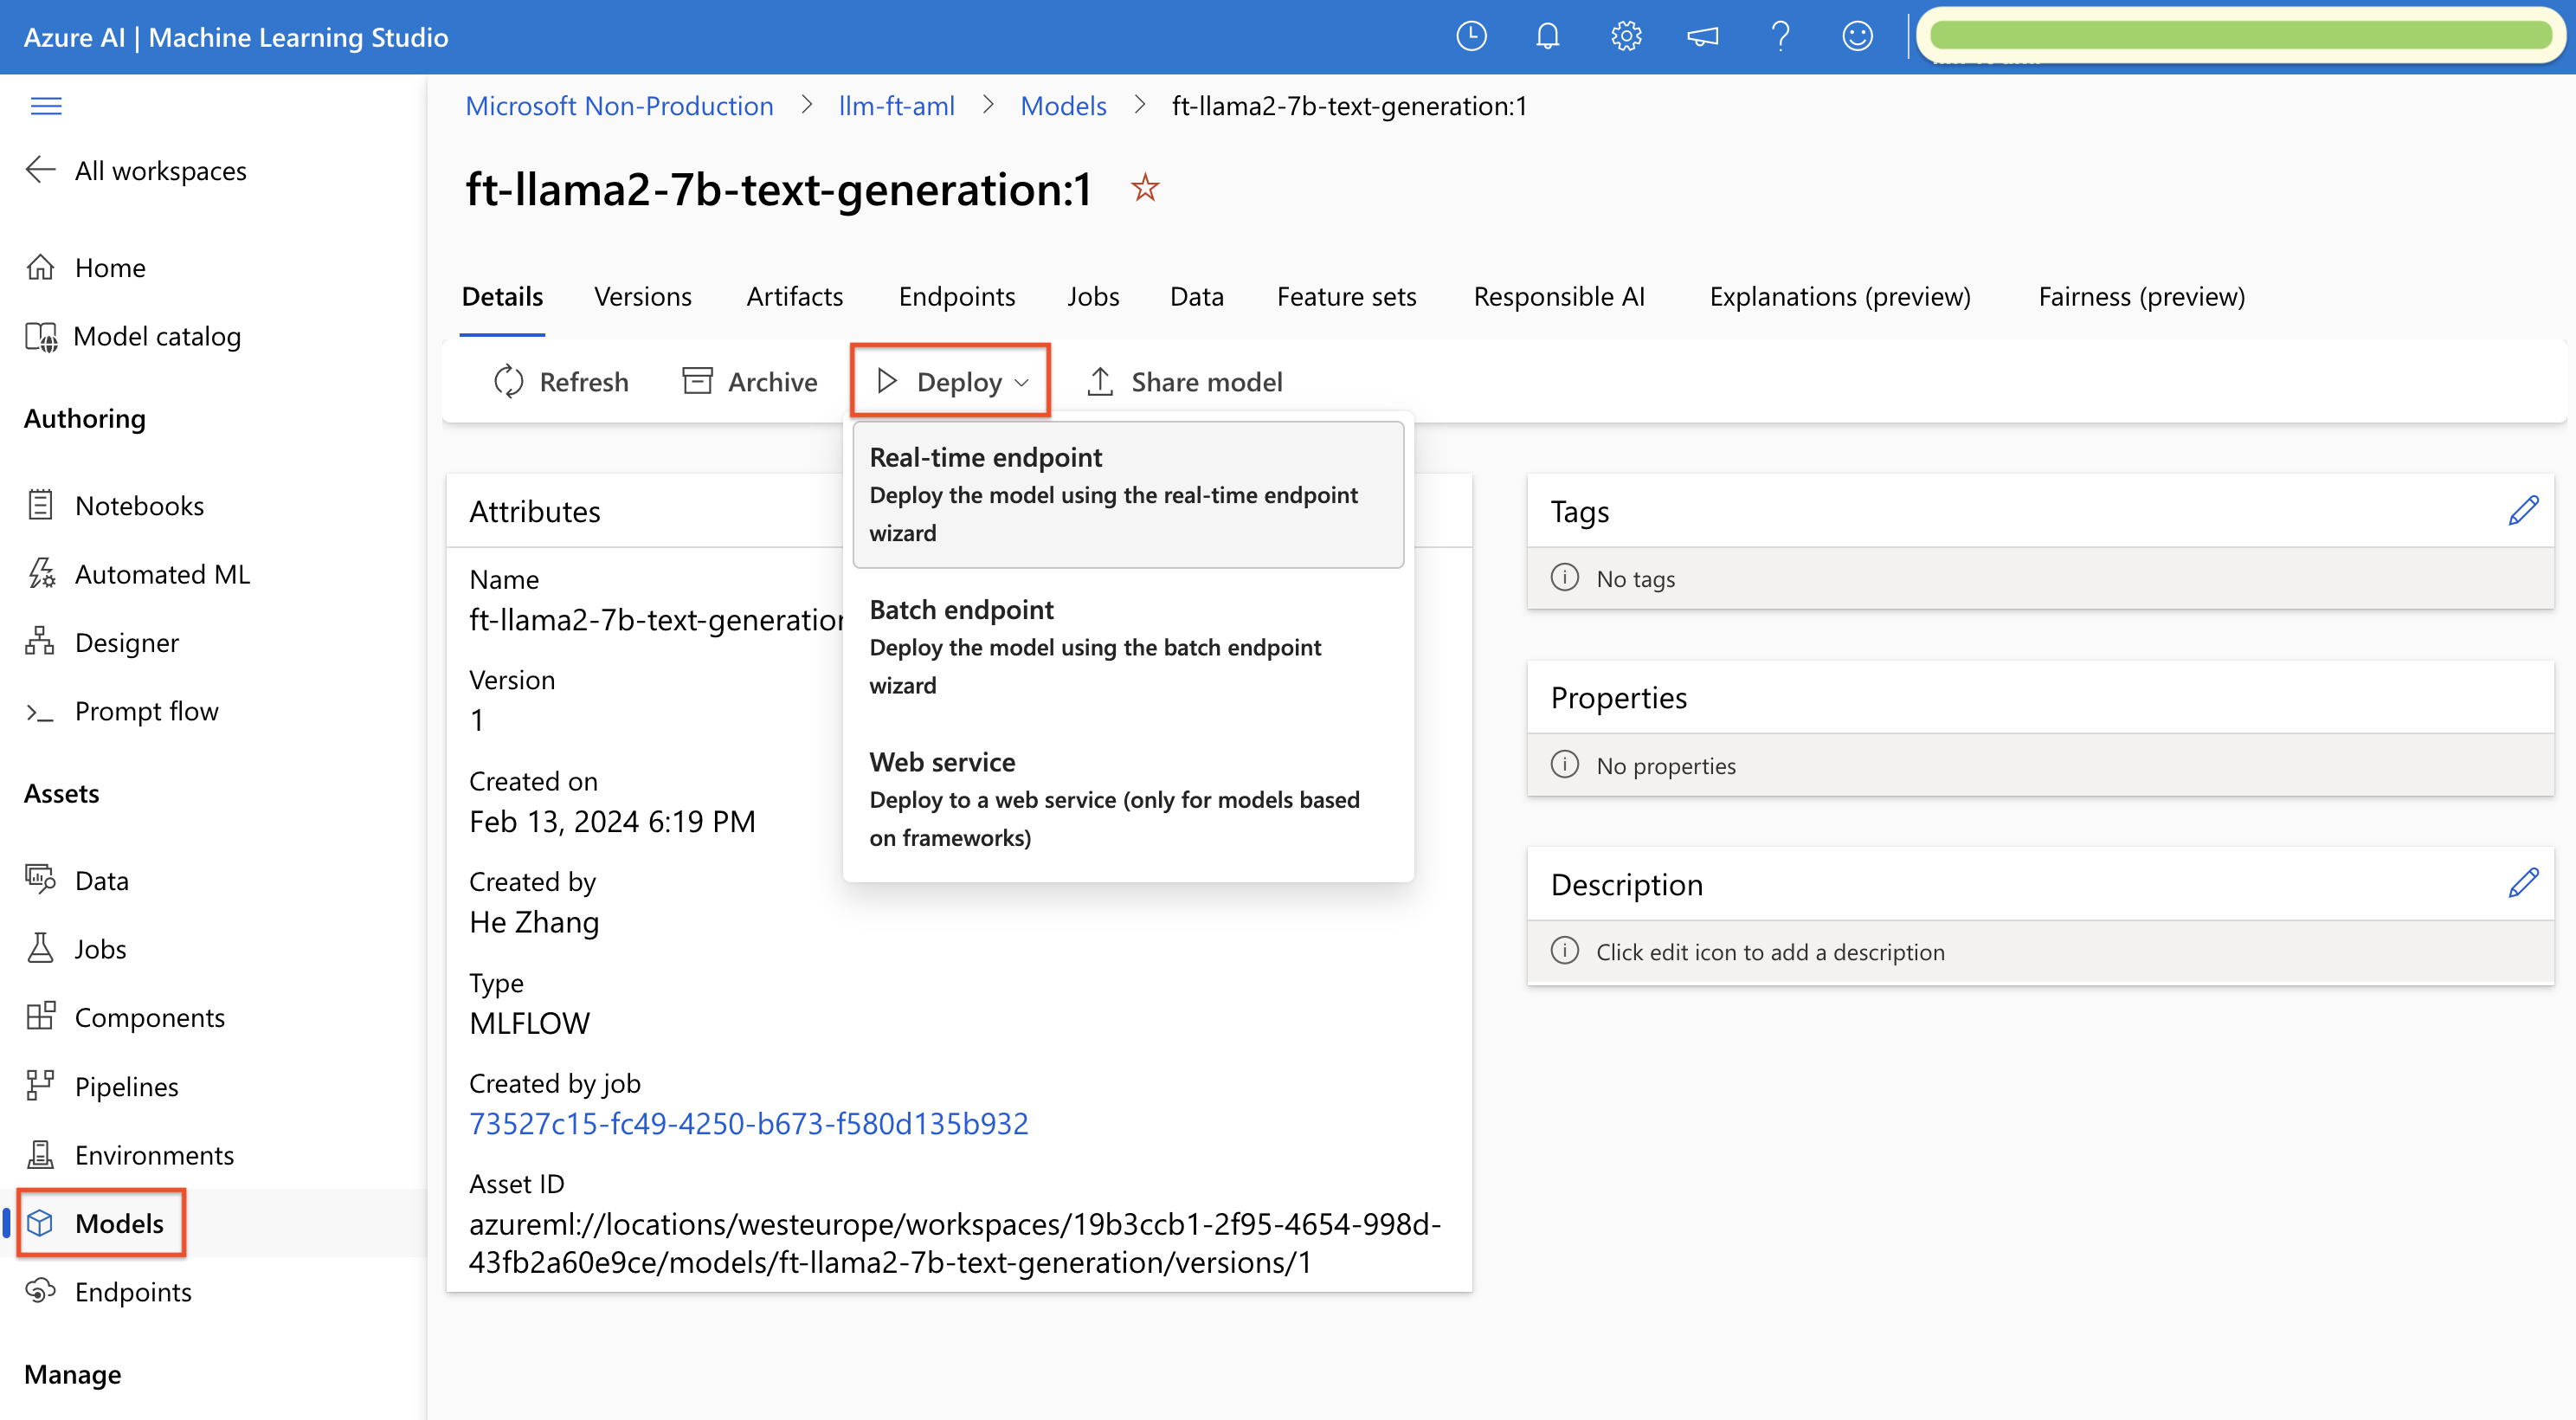 Azure AI | Machine Learning Studio
Microsoft Non-Production > llm-ft-aml > Models > ft-llama2-7b-text-generation:1
All workspaces
Home
Model catalog
Authoring
Notebooks
Automated ML
Designer
Prompt flow
Assets
Data
Jobs
Components
Pipelines
Environments
Models
Endpoints
Manage
ft-llama2-7b-text-generation:1
Details Versions Artifacts Endpoints Jobs Data Feature sets Responsible AI Explanations (preview) Fairness (preview)
Refresh Archive Deploy Share model
Real-time endpoint
Deploy the model using the real-time endpoint
wizard
Batch endpoint
Deploy the model using the batch endpoint
wizard
Web service
Deploy to a web service (only for models based
on frameworks)
Attributes
Name
ft-llama2-7b-text-generation
Version
1
Created on
Feb 13, 2024 6:19 PM
Created by
He Zhang
Type
MLFLOW
Created by job
73527c15-fc49-4250-b673-f580d135b932
Asset ID
azureml://locations/westeurope/workspaces/19b3ccb1-2f95-4654-998d-
43fb2a60e9ce/models/ft-llama2-7b-text-generation/versions/1
Tags
No tags
Properties
No properties
Description
Click edit icon to add a description